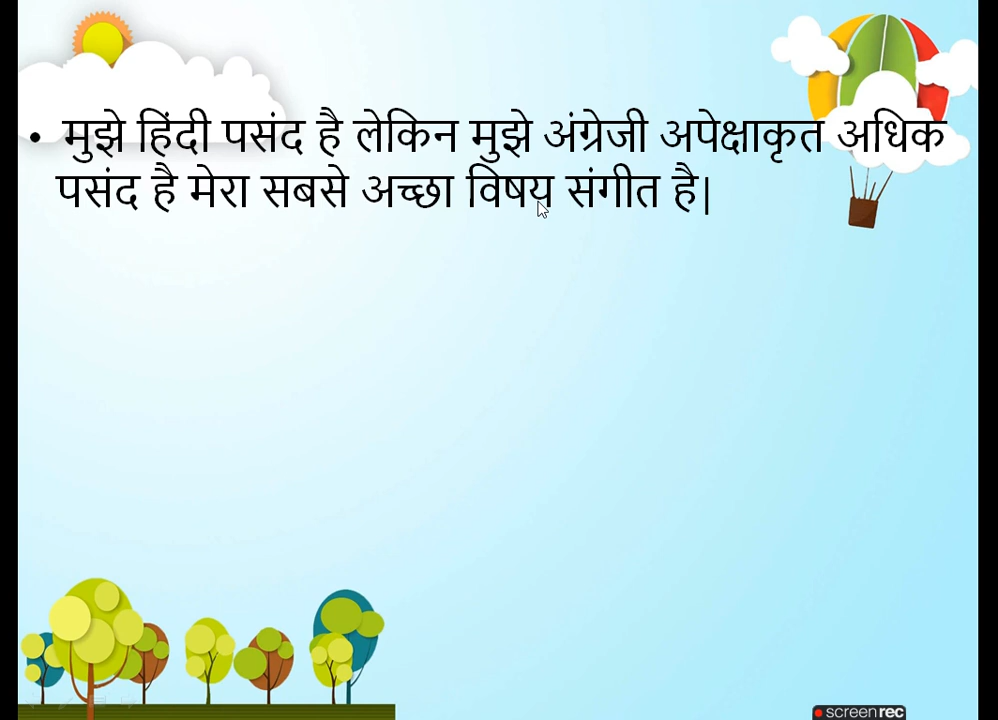 • मुझे हिंदी पसंद है लेकिन मुझे अंग्रेजी अपेक्षाकृत अधिक
पसंद है मेरा सबसे अच्छा विषय संगीत है|
screenrec